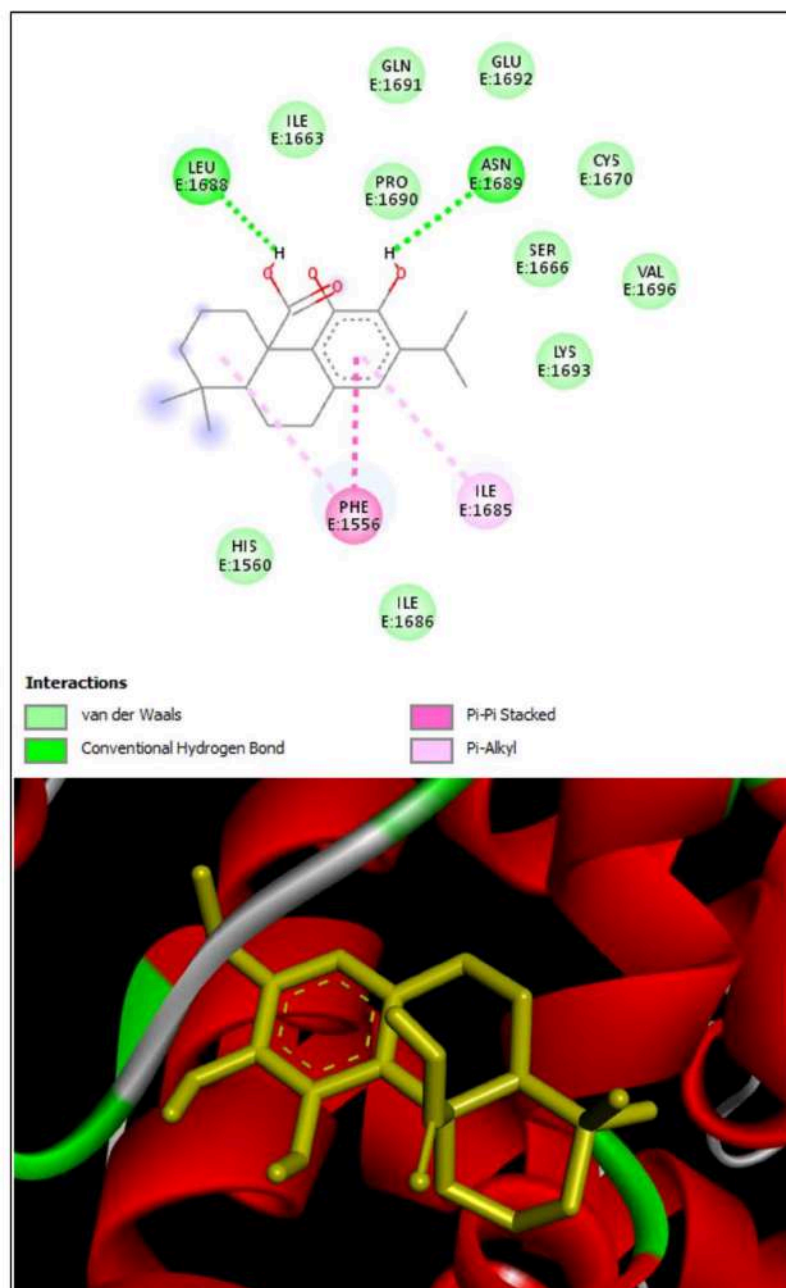 GLN
E:1691
GLU
E:1692
ILE
E:1663
LEU
E:1688
PRO
E:1690
ASN
E:1689
CYS
E:1670
H
H
O
O
O
O
SER
E:1666
VAL
E:1696
LYS
E:1693
PHE
E:1556
ILE
E:1685
HIS
E:1560
ILE
E:1686
Interactions
van der Waals
Conventional Hydrogen Bond
Pi-Pi Stacked
Pi-Alkyl